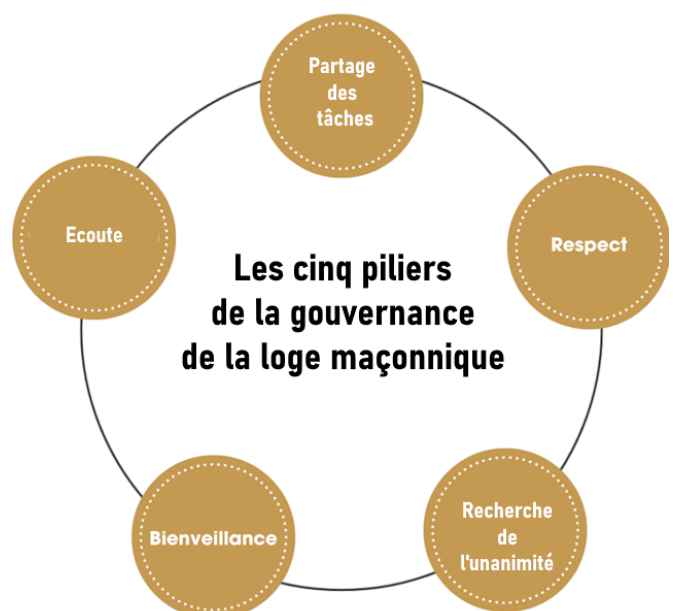 Partage
des
tâches
Ecoute
Respect
Les cinq piliers
de la gouvernance
de la loge maçonnique
Bienveillance
Recherche
de
l'unanimité